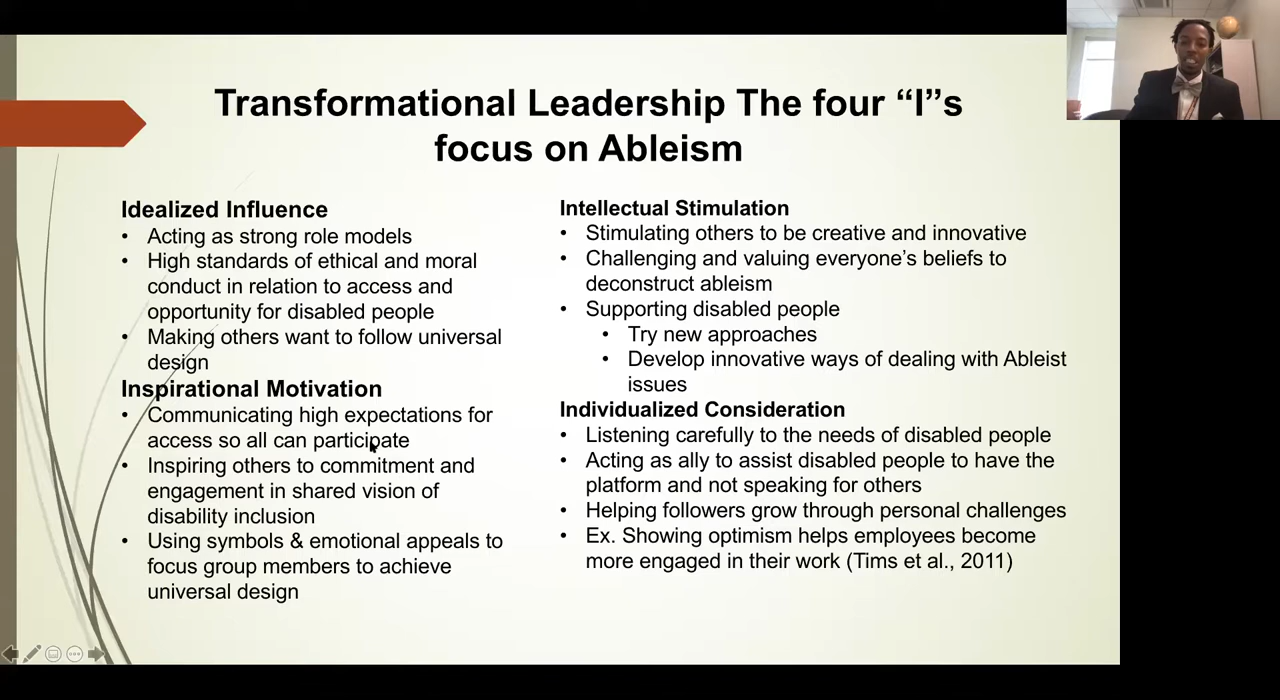 Transformational Leadership The four “I”s
focus on Ableism
Idealized Influence
• Acting as strong role models
• High standards of ethical and moral
conduct in relation to access and
opportunity for disabled people
• Making others want to follow universal
design
Inspirational Motivation
• Communicating high expectations for
access so all can participate
• Inspiring others to commitment and
engagement in shared vision of
disability inclusion
• Using symbols & emotional appeals to
focus group members to achieve
universal design
Intellectual Stimulation
• Stimulating others to be creative and innovative
• Challenging and valuing everyone’s beliefs to
deconstruct ableism
• Supporting disabled people
• Try new approaches
• Develop innovative ways of dealing with Ableist
issues
Individualized Consideration
• Listening carefully to the needs of disabled people
• Acting as ally to assist disabled people to have the
platform and not speaking for others
• Helping followers grow through personal challenges
• Ex. Showing optimism helps employees become
more engaged in their work (Tims et al., 2011)